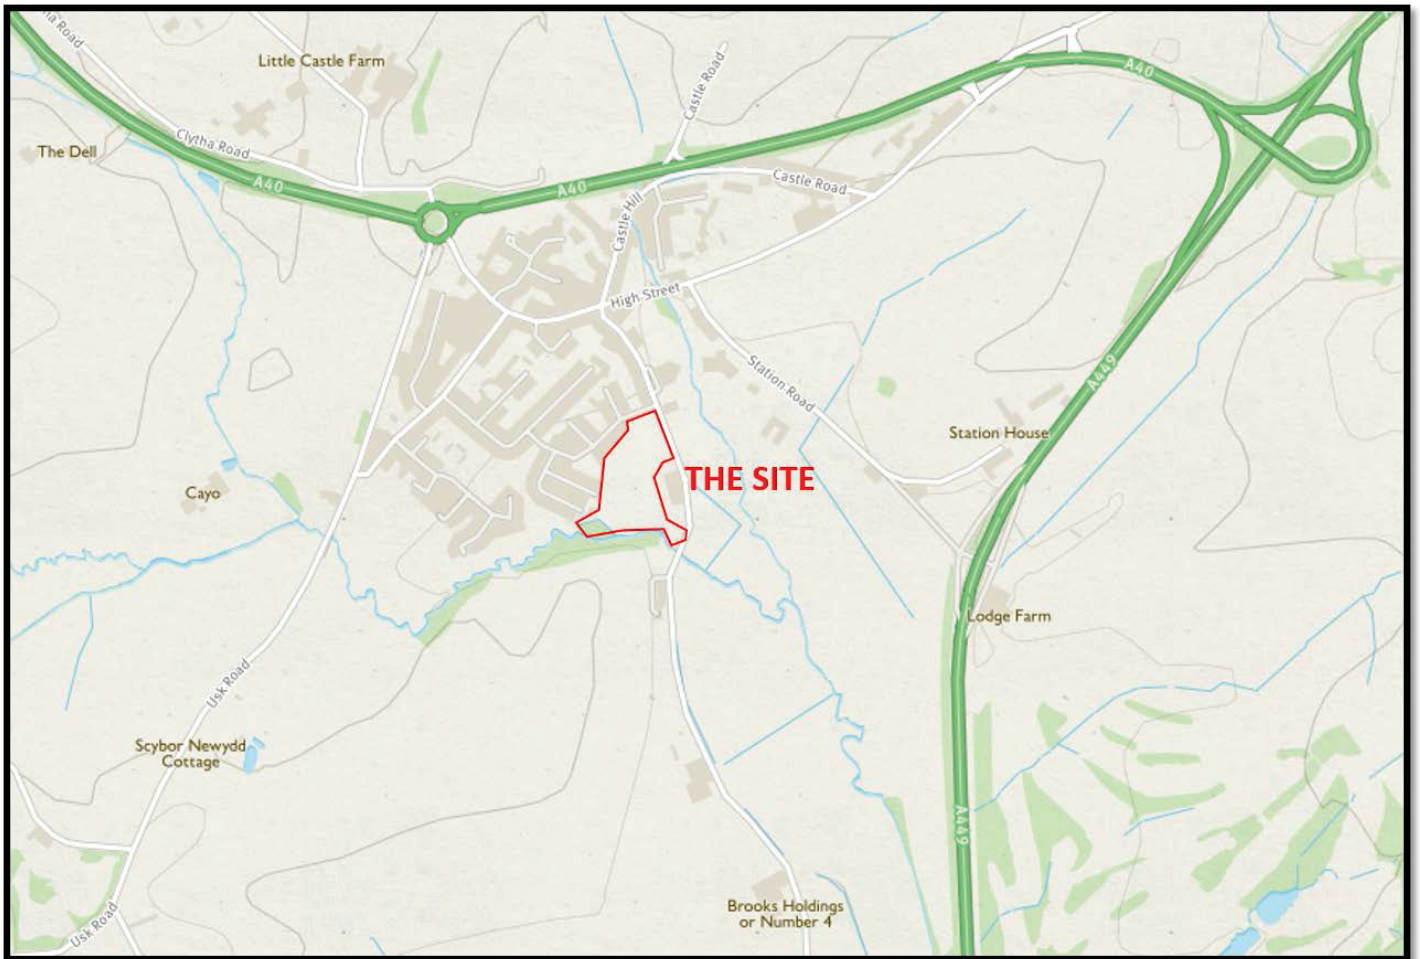 ha Road
Little Castle Farm
Castle Road
A40
Clytha Road
The Dell
A40
A40
Castle Road
Castle Hill
High Street
Station Road
A449
Station House
THE SITE
Cayo
Lodge Farm
Usk Road
Scybor Newydd
Cottage
A449
Brooks Holdings
or Number 4
Usk Road